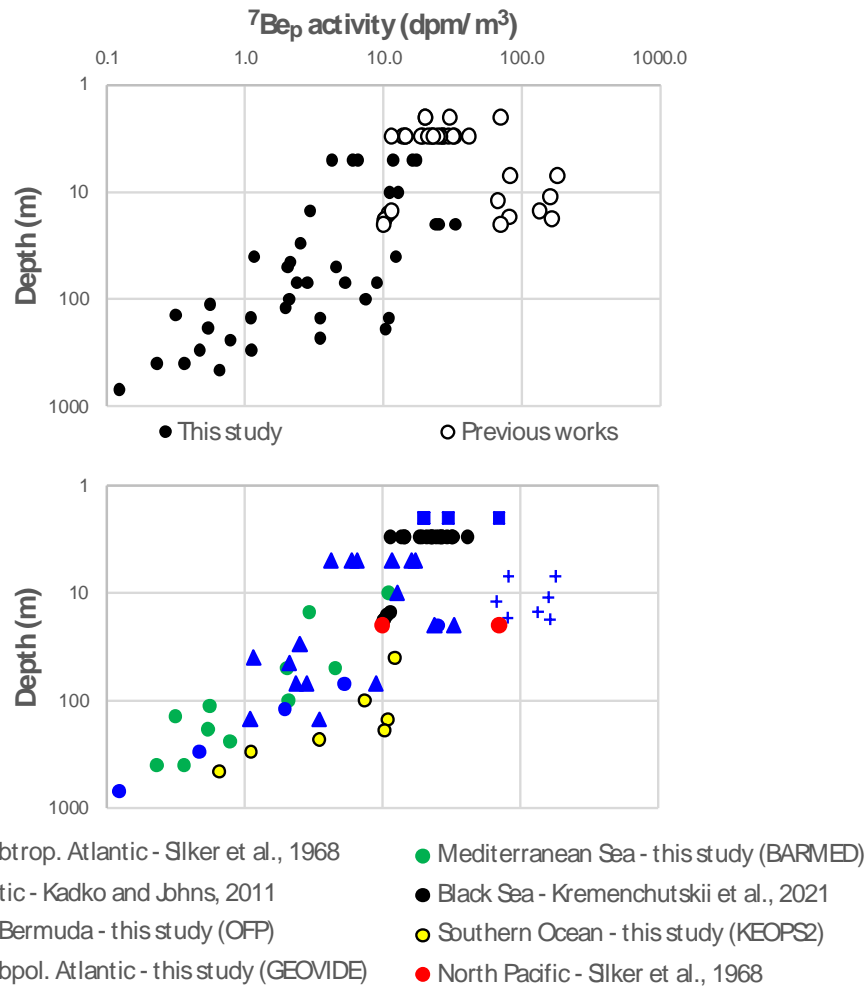 ⁷Beₚ activity (dpm/ m³)
0.1 1.0 10.0 100.0 1000.0
1
10
100
1000
Depth (m)
This study Previous works
1
10
100
1000
Depth (m)
btrop. Atlantic - Silker et al., 1968 Mediterranean Sea - this study (BARMED)
tic - Kadko and Johns, 2011 Black Sea - Kremenchutskii et al., 2021
Bermuda - this study (OFP) Southern Ocean - this study (KEOPS2)
bpol. Atlantic - this study (GEOVIDE) North Pacific - Silker et al., 1968